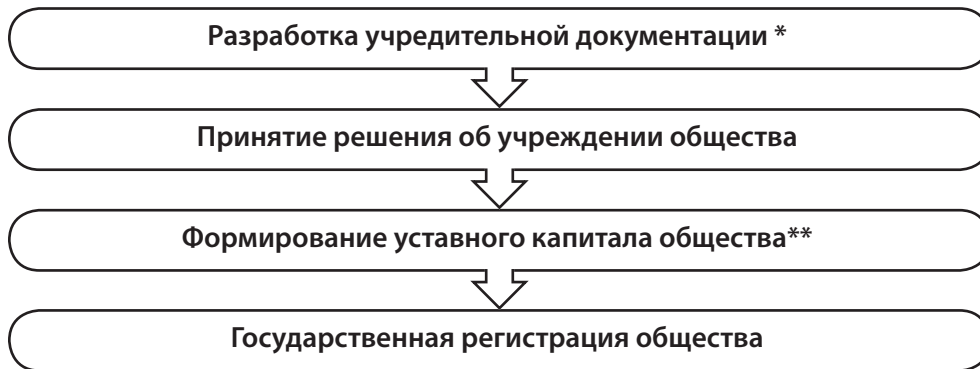 Разработка учредительной документации *
Принятие решения об учреждении общества
Формирование уставного капитала общества**
Государственная регистрация общества